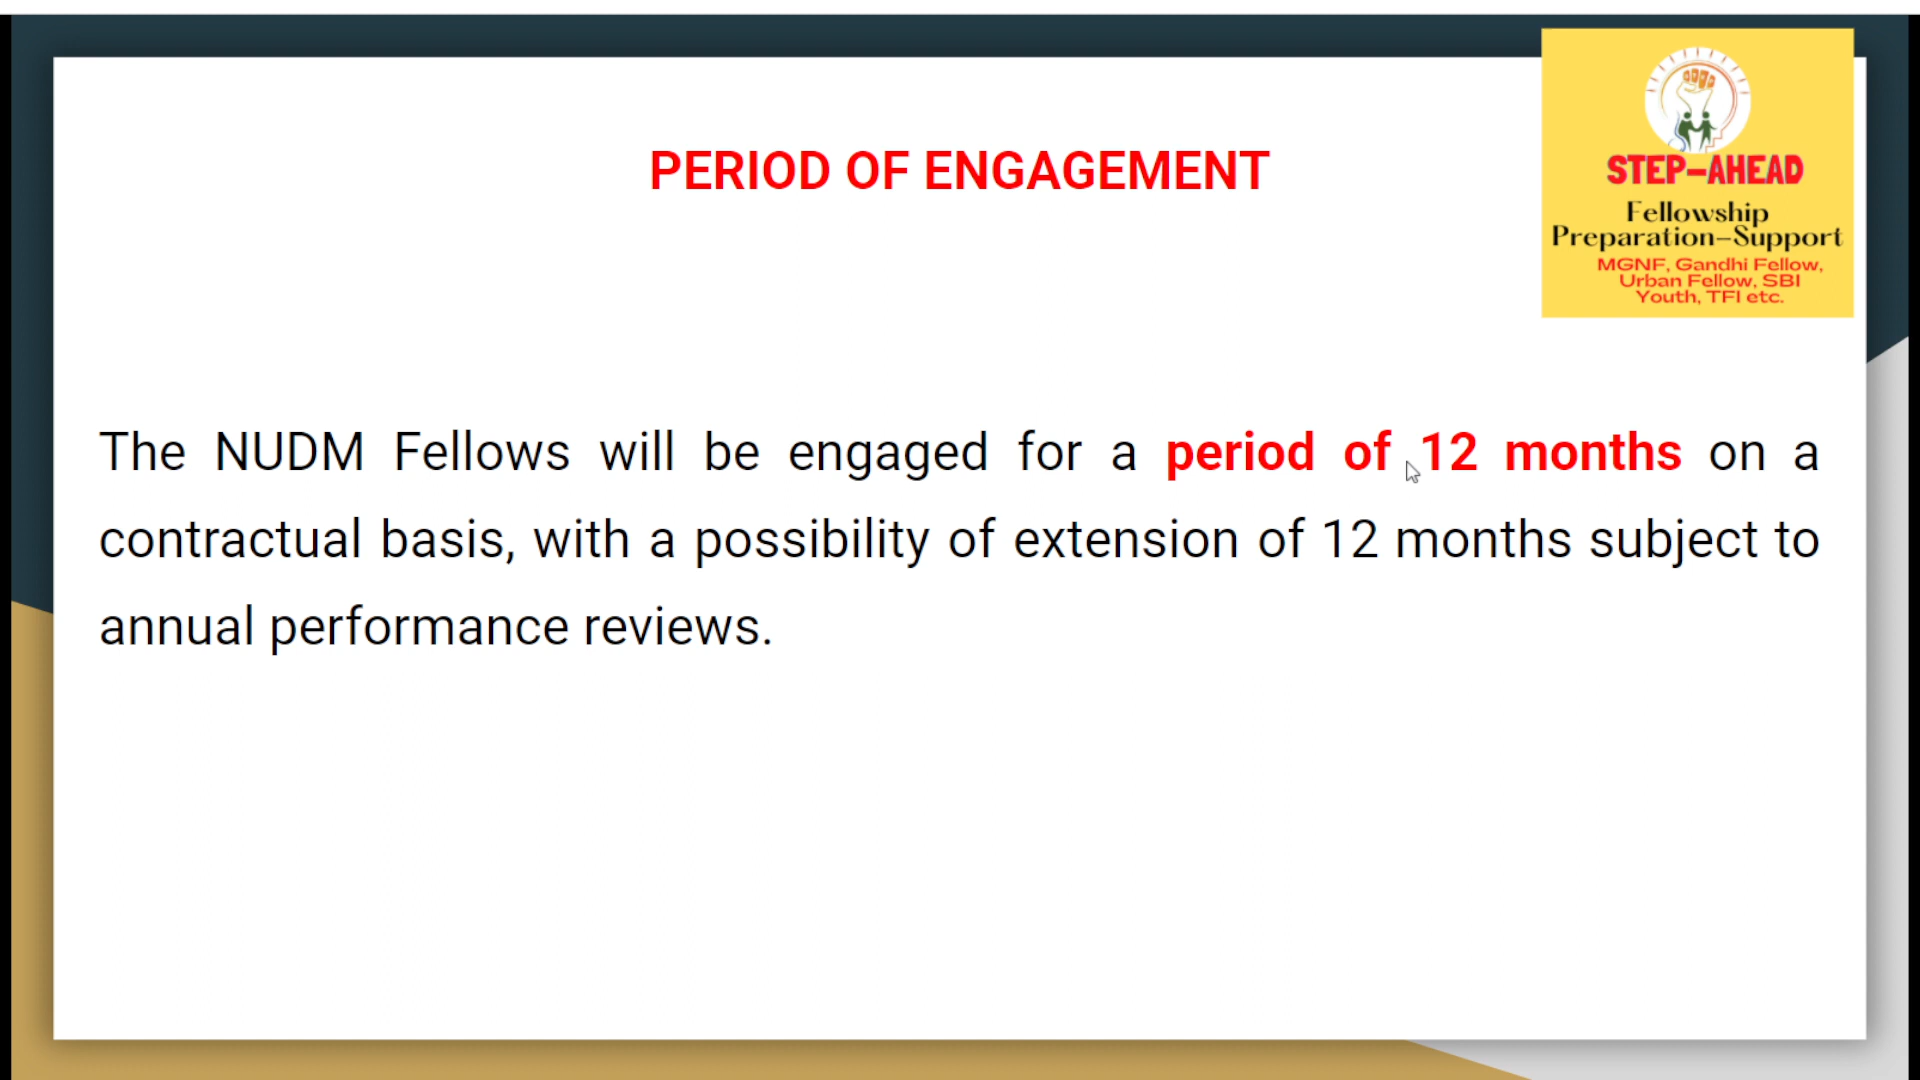 PERIOD OF ENGAGEMENT
STEP-AHEAD
Fellowship
Preparation-Support
MGNF, Gandhi Fellow,
Urban Fellow, SBI
Youth, TFI etc.
The NUDM Fellows will be engaged for a period of 12 months on a
contractual basis, with a possibility of extension of 12 months subject to
annual performance reviews.